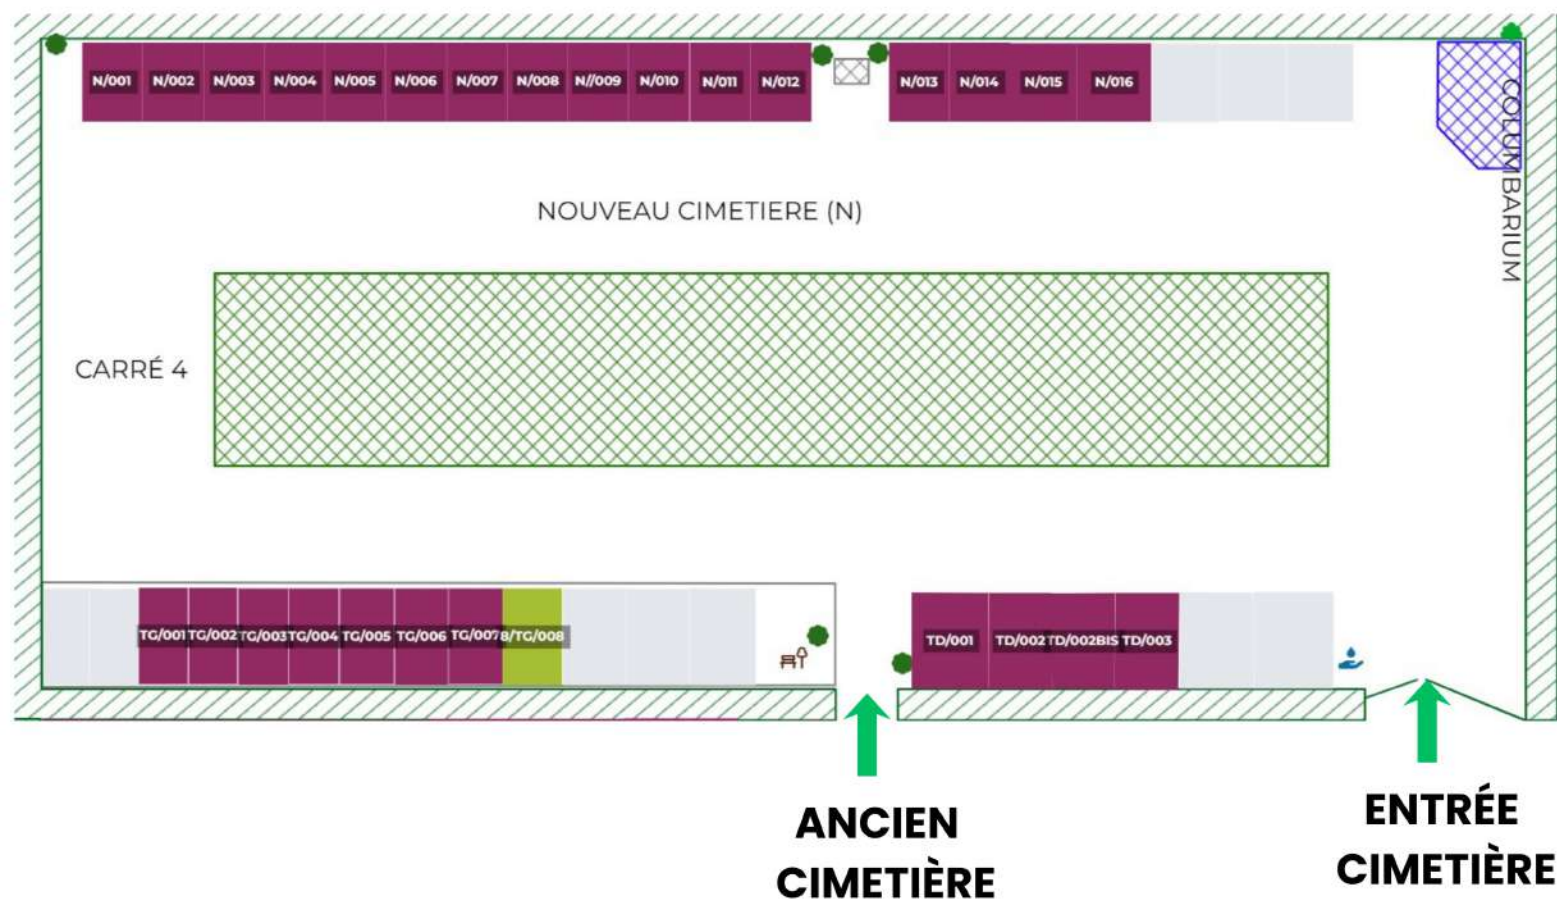 N/001 N/002 N/003 N/004 N/005 N/006 N/007 N/008 N//009 N/010 N/011 N/012 N/013 N/014 N/015 N/016
COLUMBARIUM
NOUVEAU CIMETIERE (N)
CARRÉ 4
TG/001 TG/002 TG/003 TG/004 TG/005 TG/006 TG/007 8/TG/008 TD/001 TD/002 TD/002BIS TD/003
ANCIEN
CIMETIÈRE
ENTRÉE
CIMETIÈRE